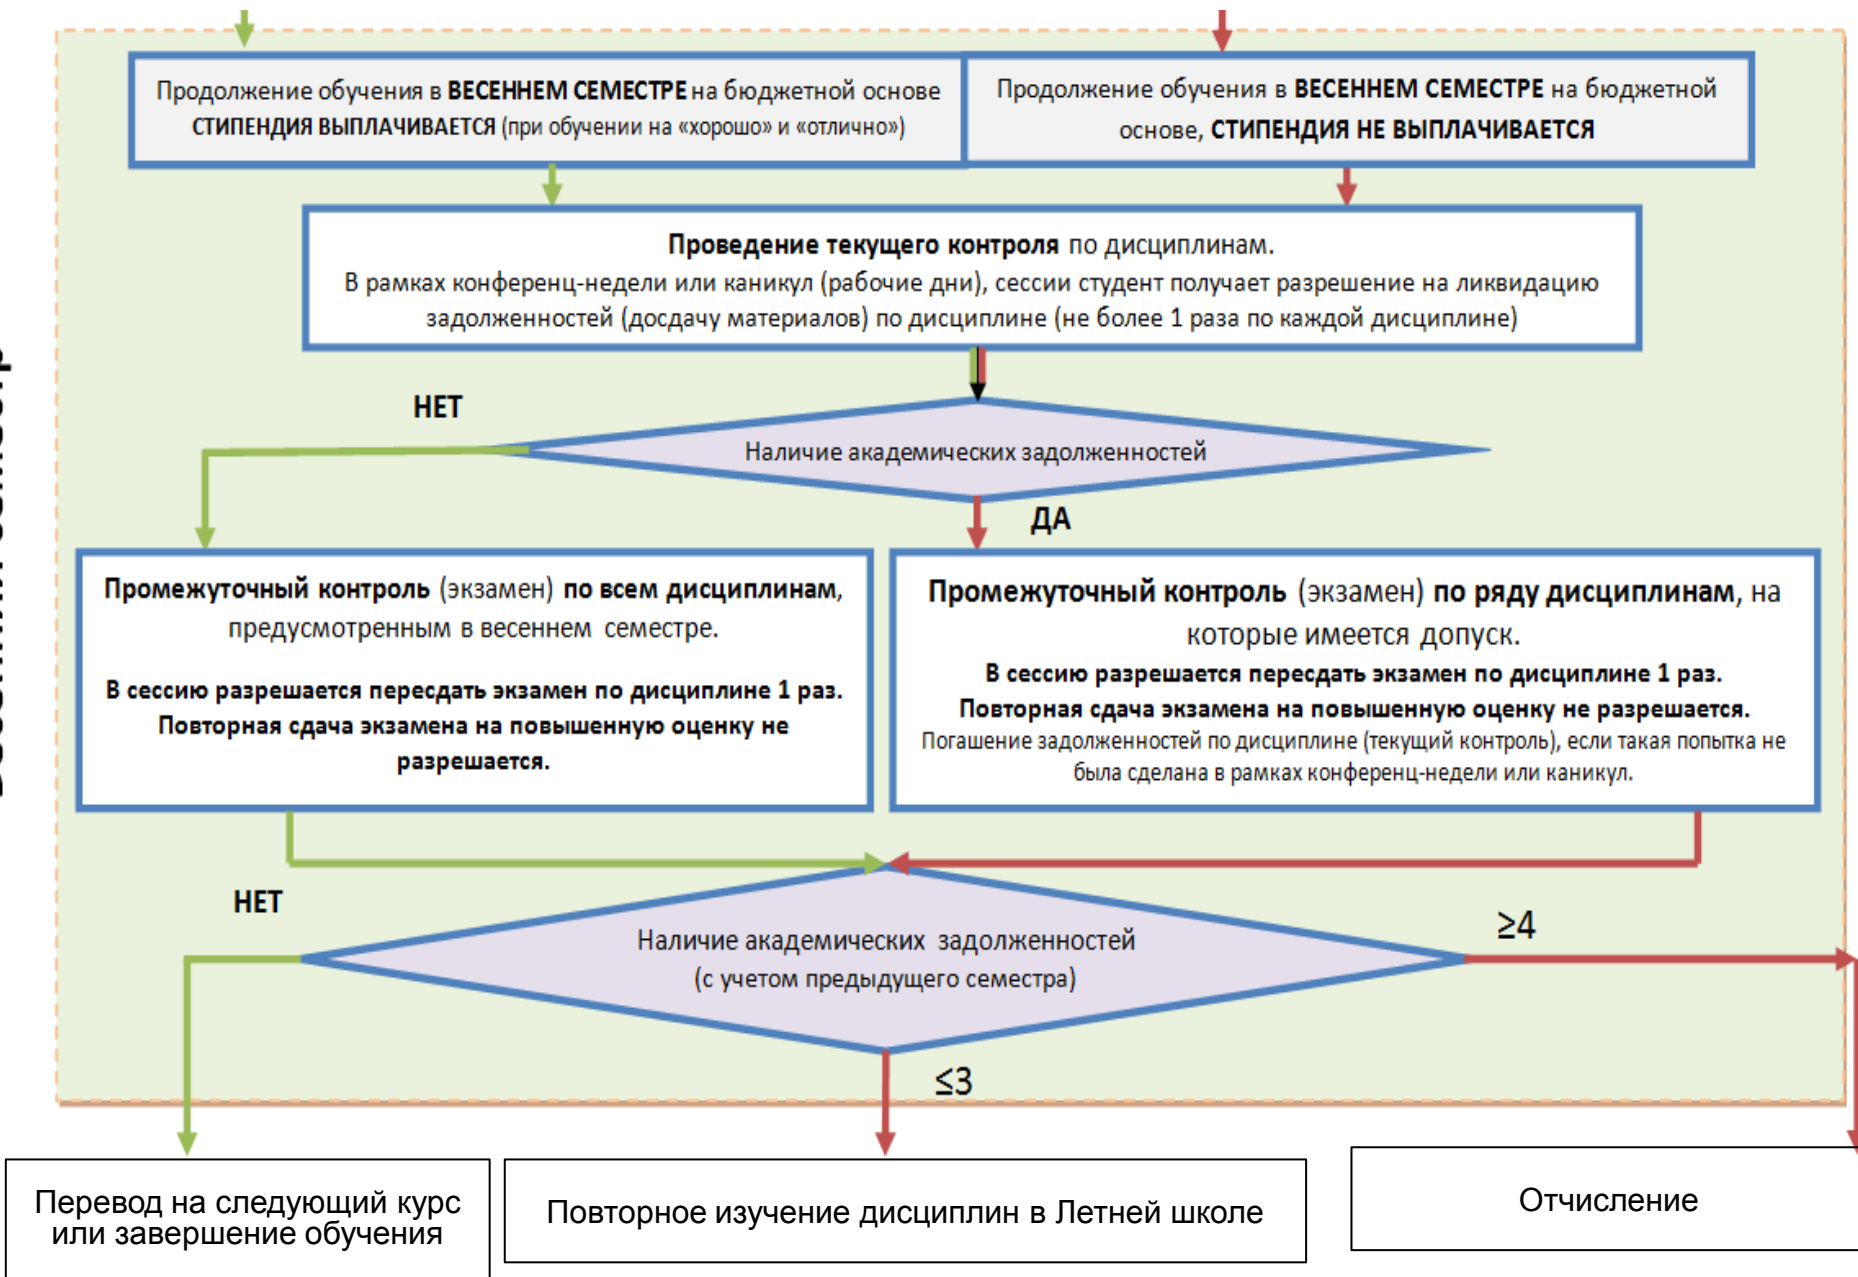 Продолжение обучения в ВЕСЕННЕМ СЕМЕСТРЕ на бюджетной основе
СТИПЕНДИЯ ВЫПЛАЧИВАЕТСЯ (при обучении на «хорошо» и «отлично»)
Продолжение обучения в ВЕСЕННЕМ СЕМЕСТРЕ на бюджетной
основе, СТИПЕНДИЯ НЕ ВЫПЛАЧИВАЕТСЯ
Проведение текущего контроля по дисциплинам.
В рамках конференц-недели или каникул (рабочие дни), сессии студент получает разрешение на ликвидацию
задолженностей (досдачу материалов) по дисциплине (не более 1 раза по каждой дисциплине)
НЕТ
Наличие академических задолженностей
ДА
Промежуточный контроль (экзамен) по всем дисциплинам,
предусмотренным в весеннем семестре.
В сессию разрешается пересдать экзамен по дисциплине 1 раз.
Повторная сдача экзамена на повышенную оценку не
разрешается.
Промежуточный контроль (экзамен) по ряду дисциплинам, на
которые имеется допуск.
В сессию разрешается пересдать экзамен по дисциплине 1 раз.
Повторная сдача экзамена на повышенную оценку не разрешается.
Погашение задолженностей по дисциплине (текущий контроль), если такая попытка не
была сделана в рамках конференц-недели или каникул.
НЕТ
Наличие академических задолженностей
(с учетом предыдущего семестра)
≥4
≤3
Перевод на следующий курс
или завершение обучения
Повторное изучение дисциплин в Летней школе
Отчисление